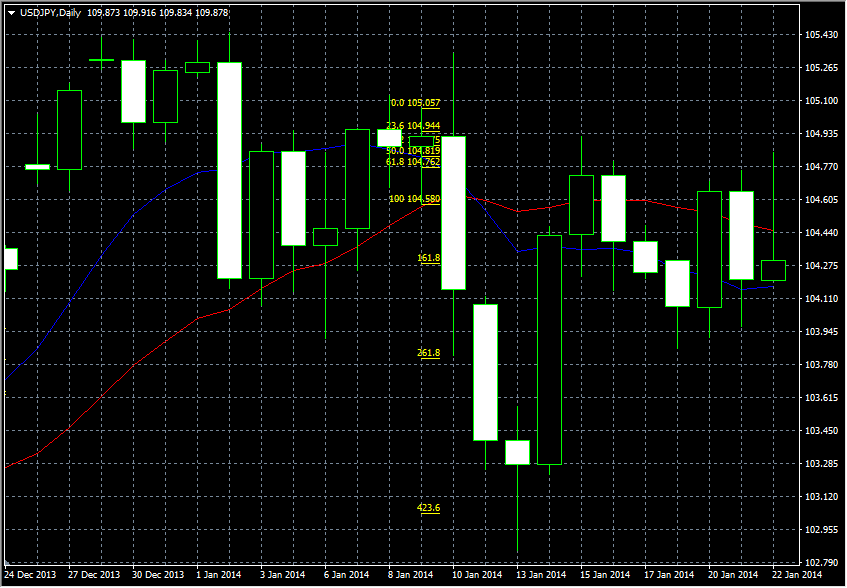 USDJPY,Daily 109.873 109.916 109.834 109.878
105.430
105.265
105.100
104.935
104.770
104.605
104.440
104.275
104.110
103.945
103.780
103.615
103.450
103.285
103.120
102.955
102.790
0.0 105.057
23.6 104.944
50.0 104.819
61.8 104.762
100 104.580
161.8
261.8
423.6
24 Dec 2013
27 Dec 2013
30 Dec 2013
1 Jan 2014
3 Jan 2014
6 Jan 2014
8 Jan 2014
10 Jan 2014
13 Jan 2014
15 Jan 2014
17 Jan 2014
20 Jan 2014
22 Jan 2014